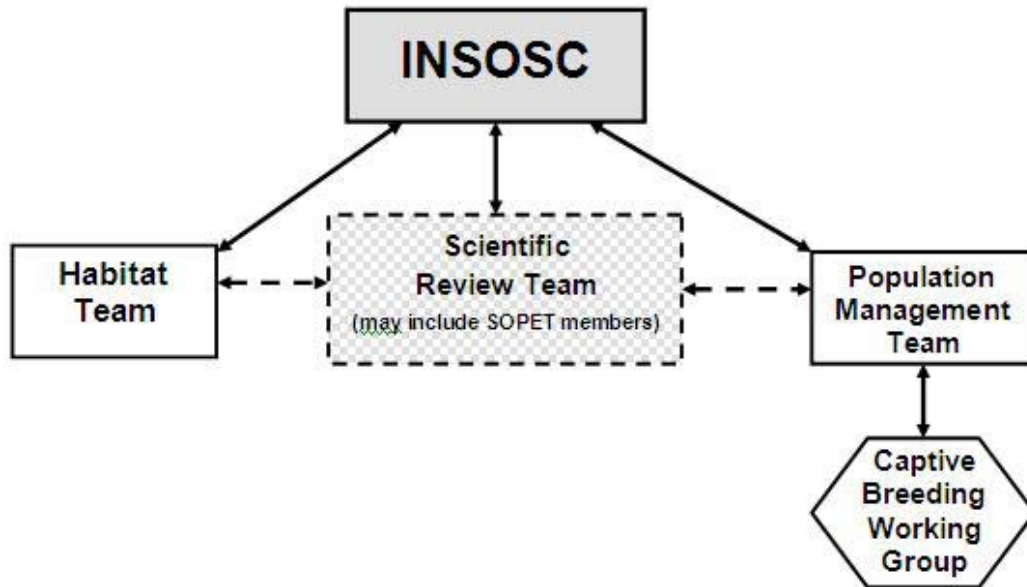 INSOSC
Habitat
Team
Scientific
Review Team
(may include SOPET members)
Population
Management
Team
Captive
Breeding
Working
Group